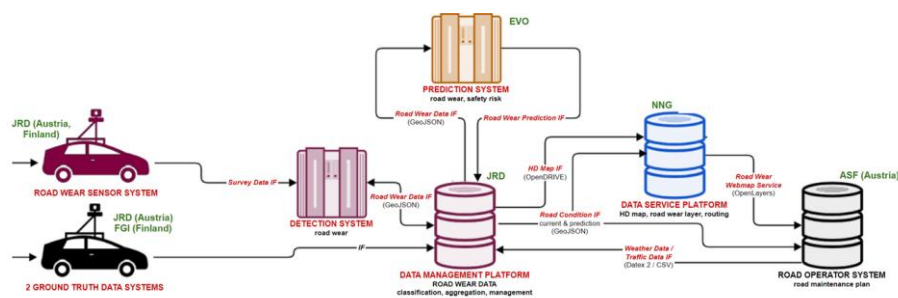 EVO
PREDICTION SYSTEM
road wear, safety risk
JRD (Austria,
Finland)
ROAD WEAR SENSOR SYSTEM
Survey Data IF
DETECTION SYSTEM
road wear
Road Wear Data IF
(GeoJSON)
Road Wear Prediction IF
Road Wear Data IF
(GeoJSON)
JRD
HD Map IF
(OpenDRIVE)
Road Condition IF
current & prediction
(GeoJSON)
NNG
DATA SERVICE PLATFORM
HD map, road wear layer, routing
Road Wear
Webmap Service
(OpenLayers)
ASF (Austria)
JRD (Austria)
FGI (Finland)
2 GROUND TRUTH DATA SYSTEMS
IF
DATA MANAGEMENT PLATFORM
ROAD WEAR DATA
classification, aggregation, management
Weather Data /
Traffic Data IF
(Datex 2 / CSV)
ROAD OPERATOR SYSTEM
road maintenance plan